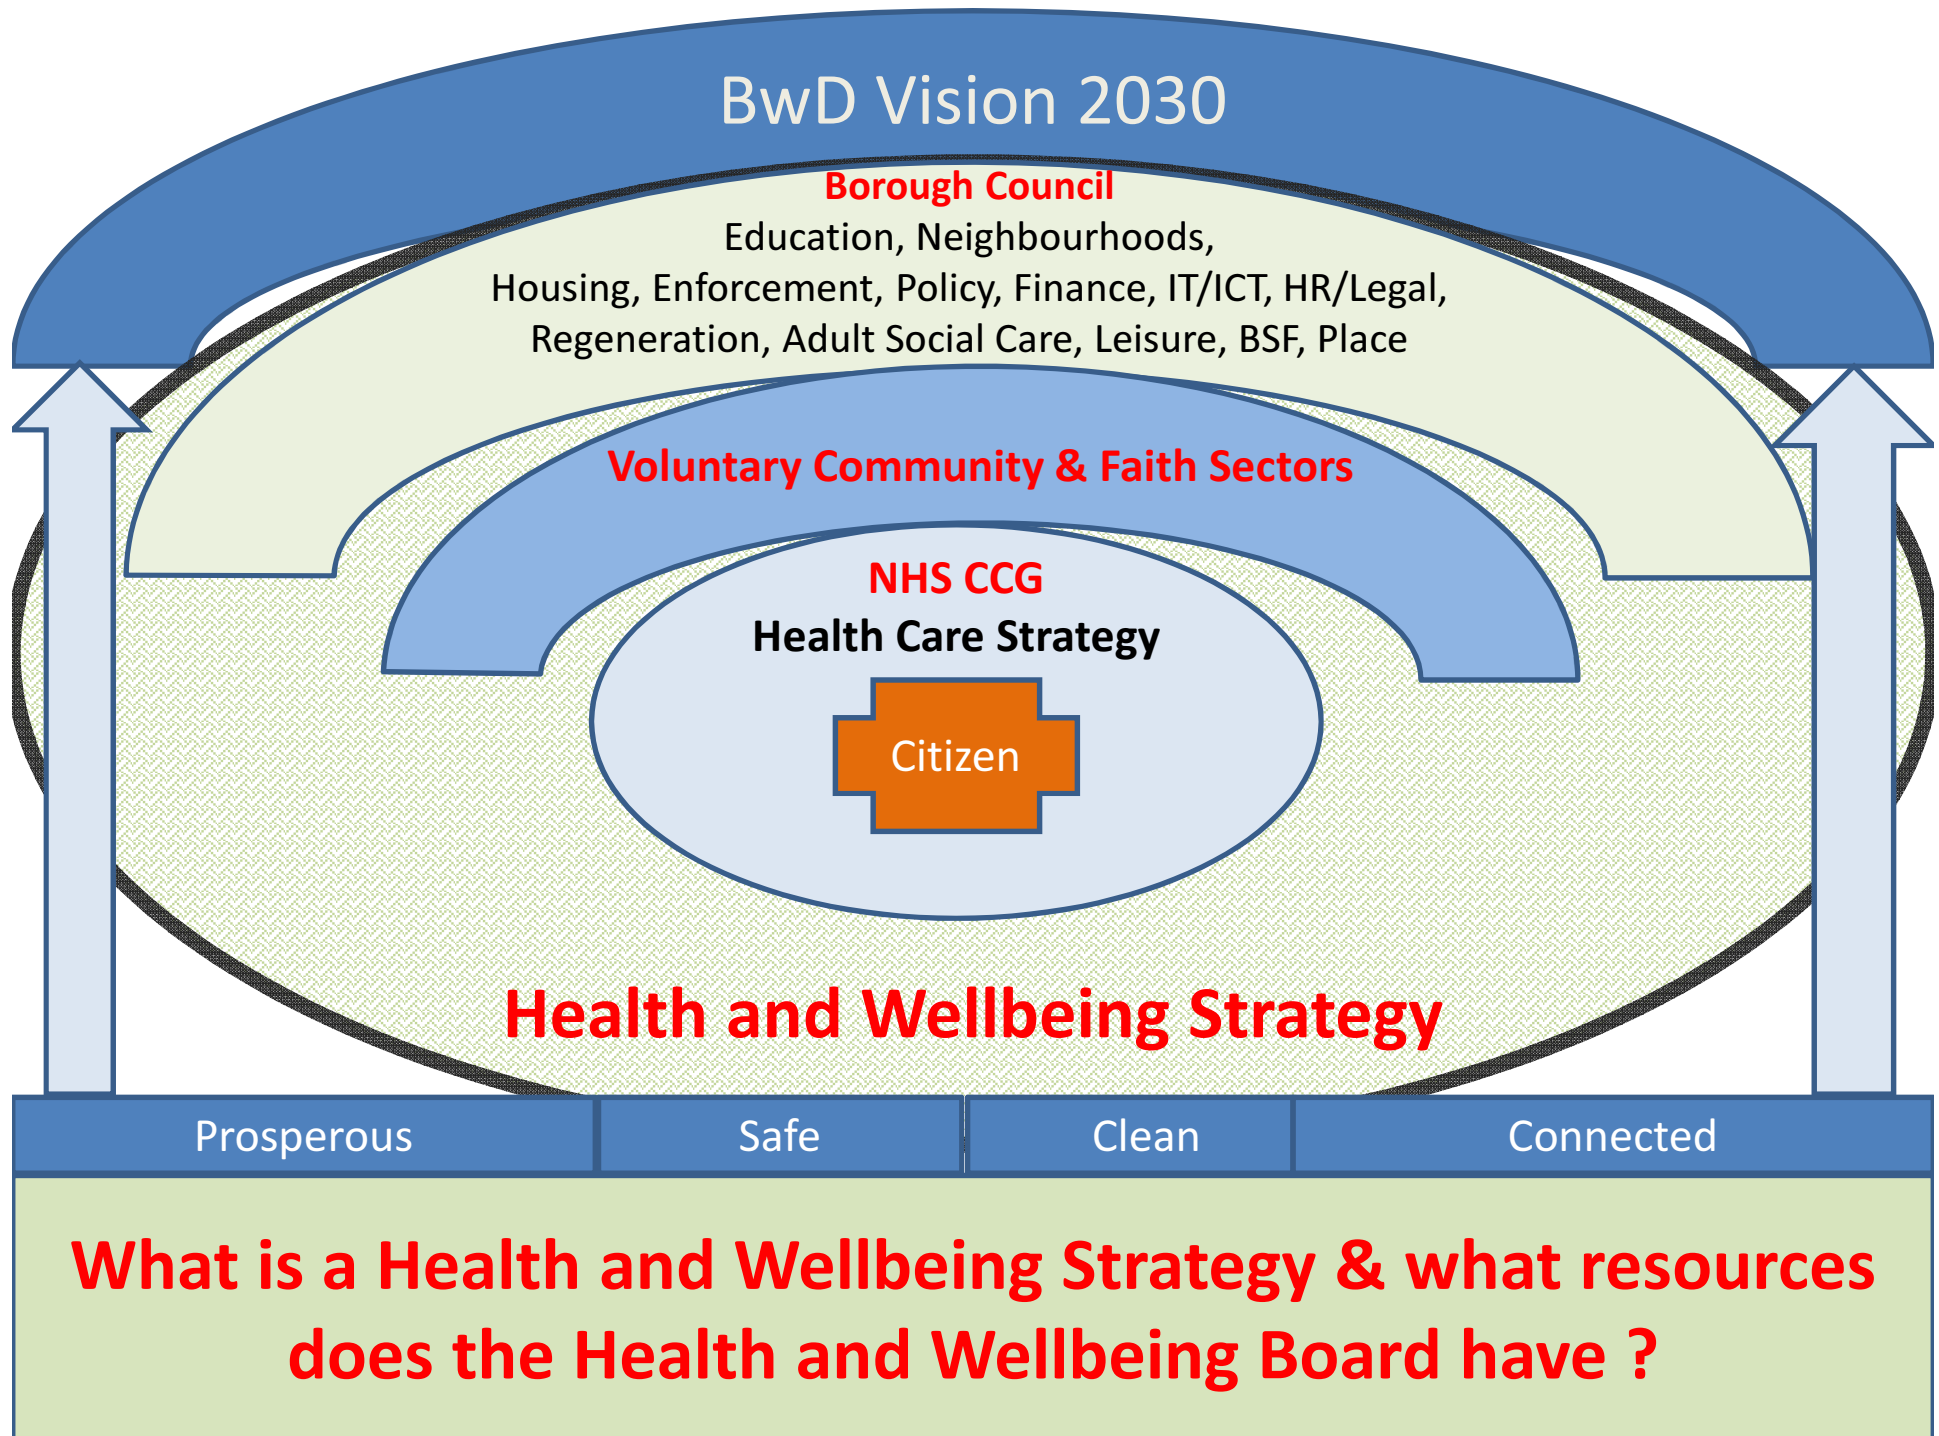 BwD Vision 2030
Borough Council
Education, Neighbourhoods,
Housing, Enforcement, Policy, Finance, IT/ICT, HR/Legal,
Regeneration, Adult Social Care, Leisure, BSF, Place
Voluntary Community & Faith Sectors
NHS CCG
Health Care Strategy
Citizen
Health and Wellbeing Strategy
Prosperous
Safe
Clean
Connected
What is a Health and Wellbeing Strategy & what resources
does the Health and Wellbeing Board have ?